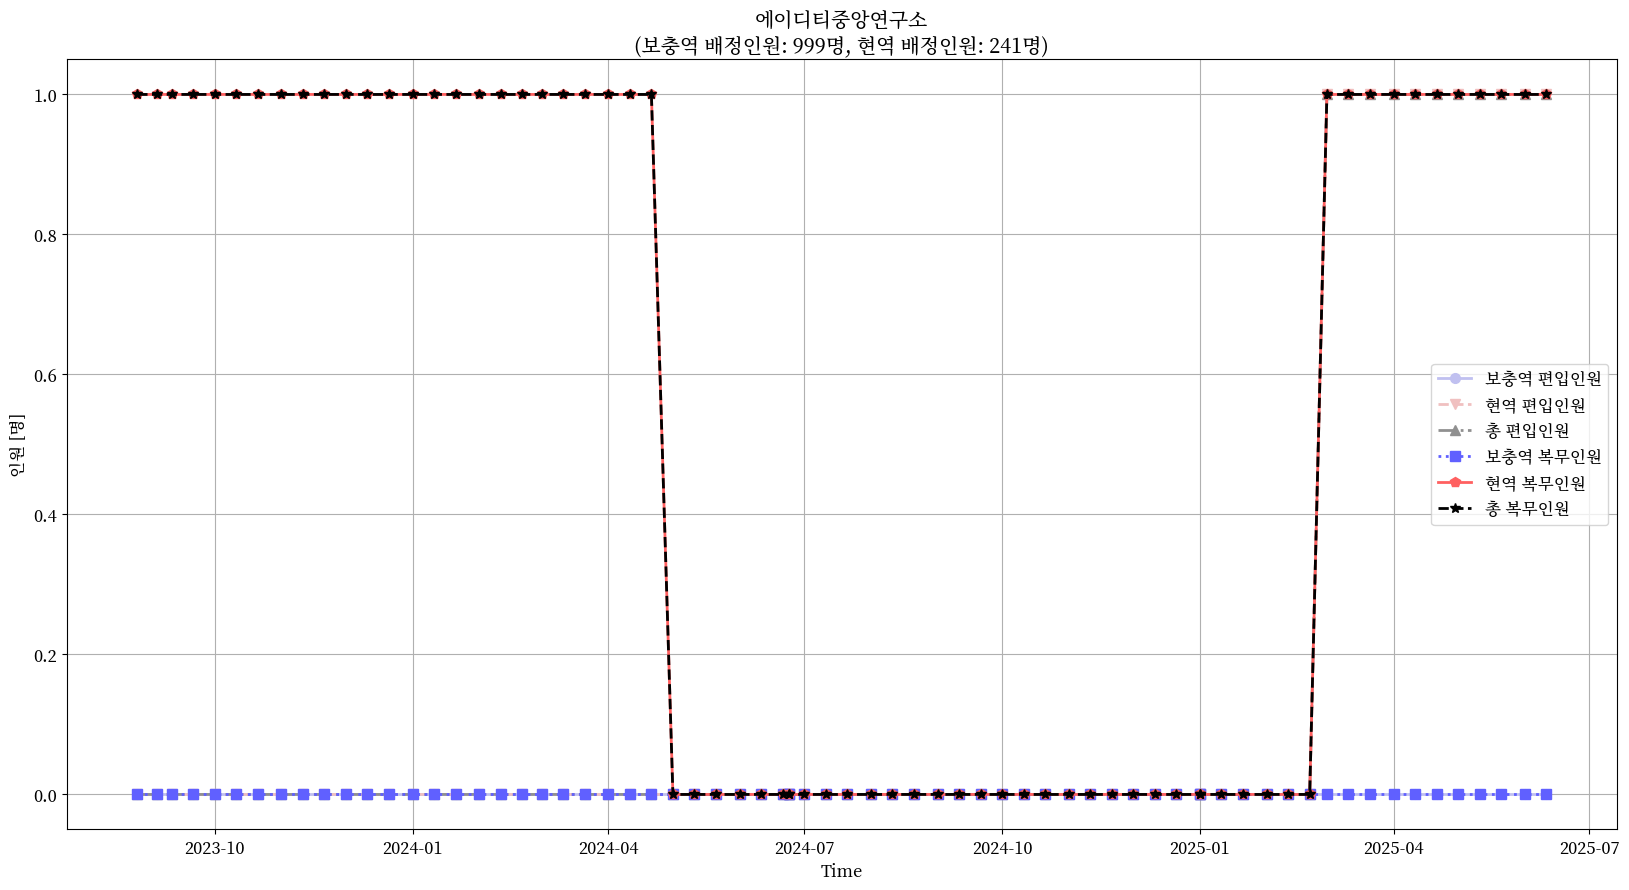 에이디티중앙연구소
(보충역 배정인원: 999명, 현역 배정인원: 241명)
1.0
0.8
0.6
0.4
0.2
0.0
인원 [명]
보충역 편입인원
현역 편입인원
총 편입인원
보충역 복무인원
현역 복무인원
총 복무인원
2023-10
2024-01
2024-04
2024-07
2024-10
2025-01
2025-04
2025-07
Time